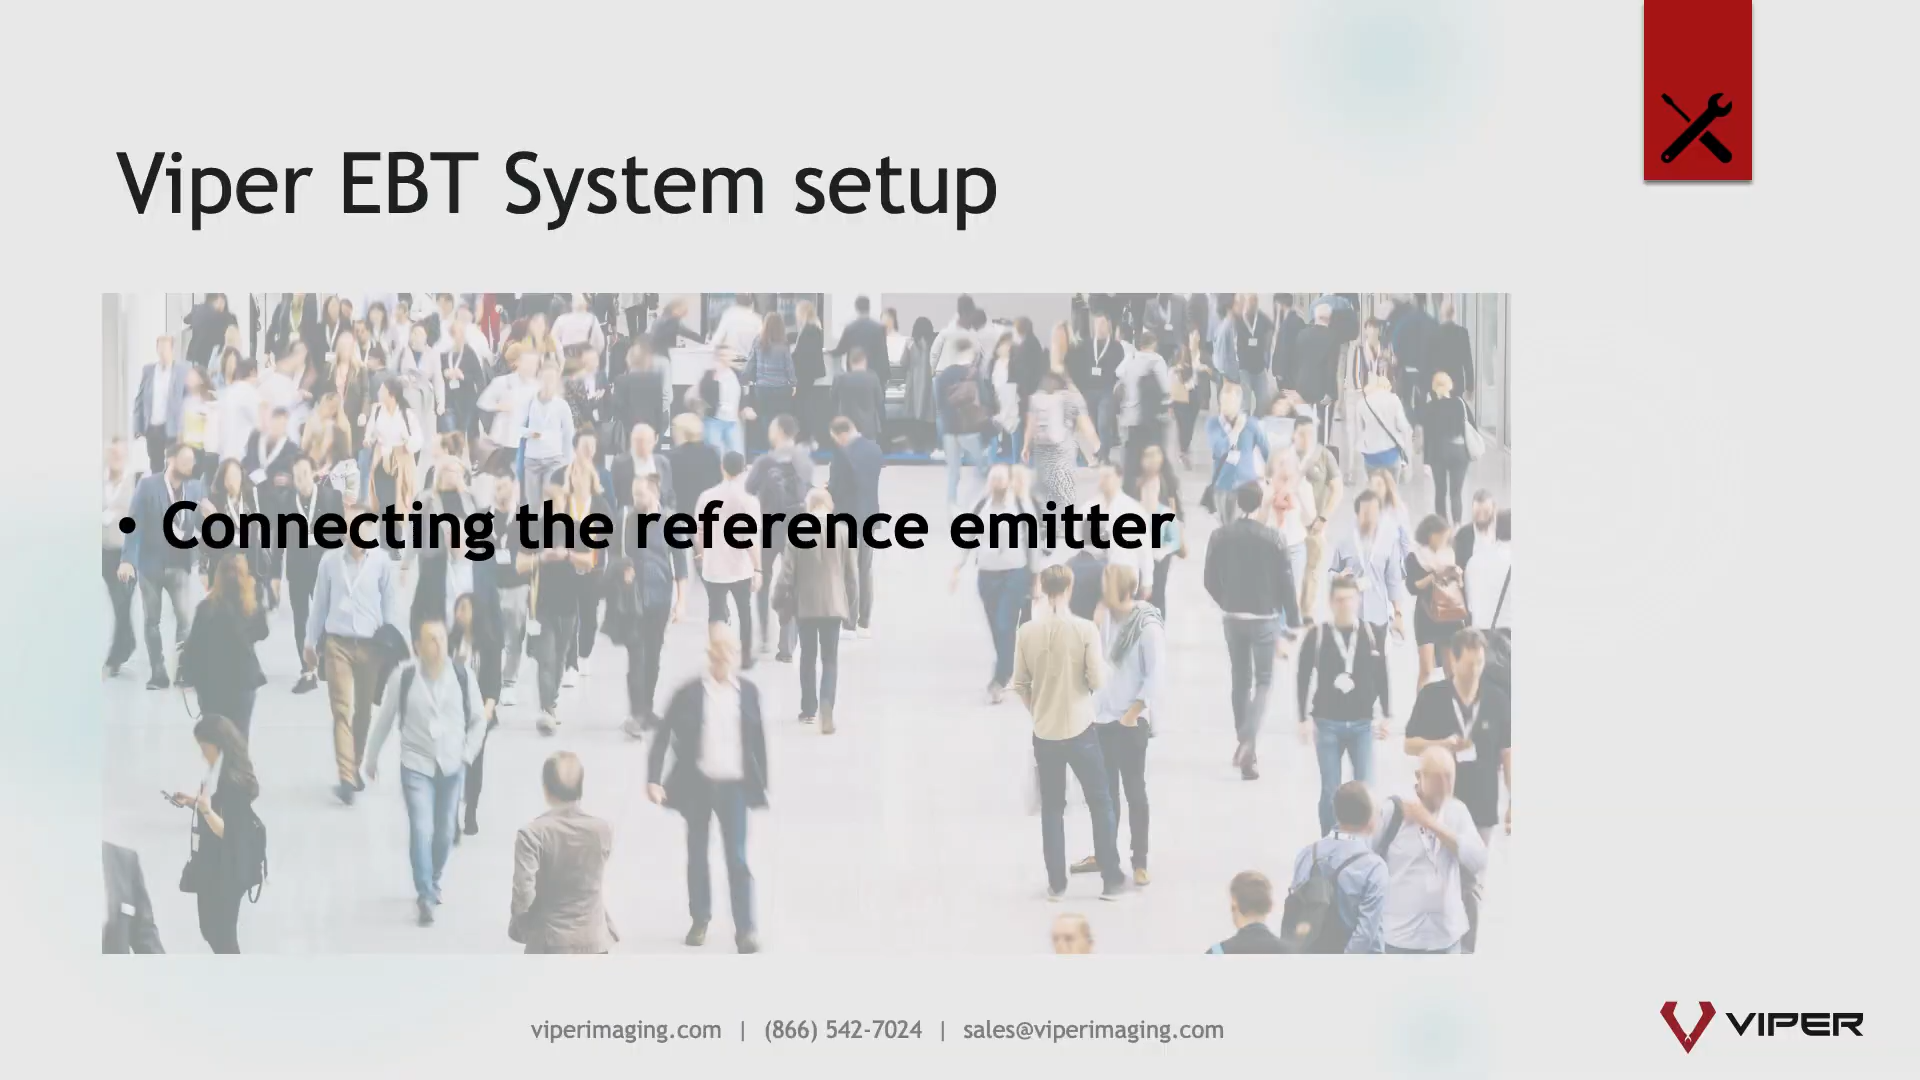 Viper EBT System setup
• Connecting the reference emitter
viperimaging.com | (866) 542-7024 | sales@viperimaging.com
VIPER